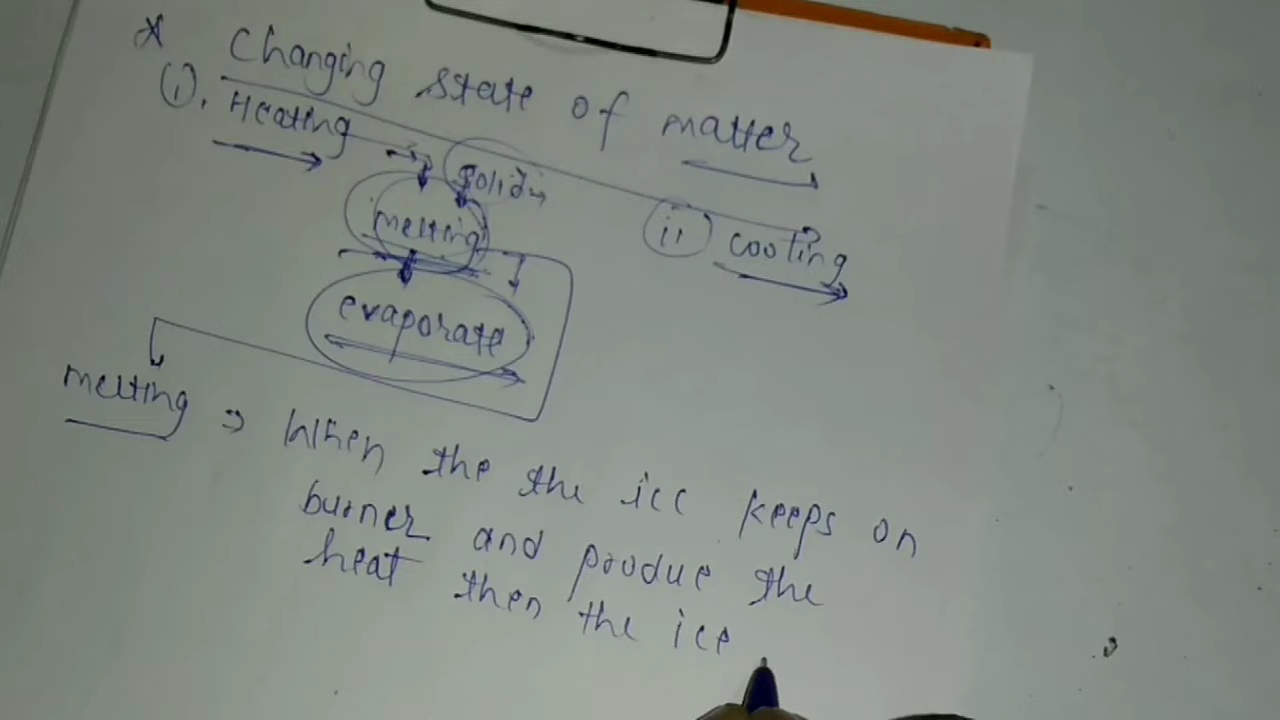 * Changing state of matter
(i). Heating
solid
(ii) cooling
melting
evaporate
melting ⇒ When the the ice keeps on
burner and produe the
heat then the ice